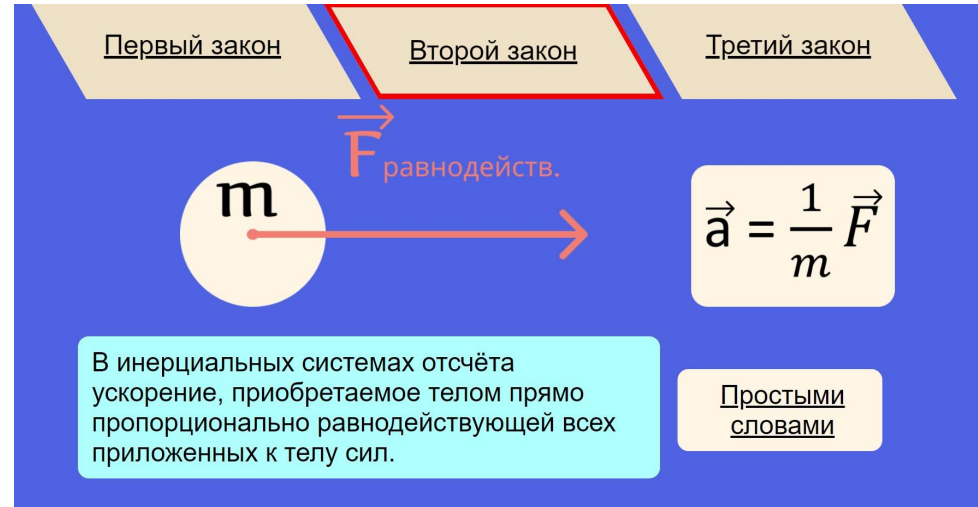 Первый закон
Второй закон
Третий закон
F равнодейств.
m
a = 1/m F
В инерциальных системах отсчёта
ускорение, приобретаемое телом прямо
пропорционально равнодействующей всех
приложенных к телу сил.
Простыми
словами